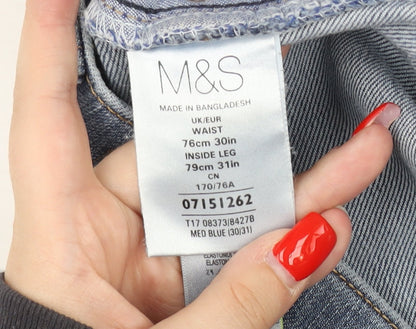 M&S
MADE IN BANGLADESH
UK/EUR
WAIST
76cm 30in
INSIDE LEG
79cm 31in
CN
170/76A
07151262
T17 08373/8427B
MED BLUE (30/31)